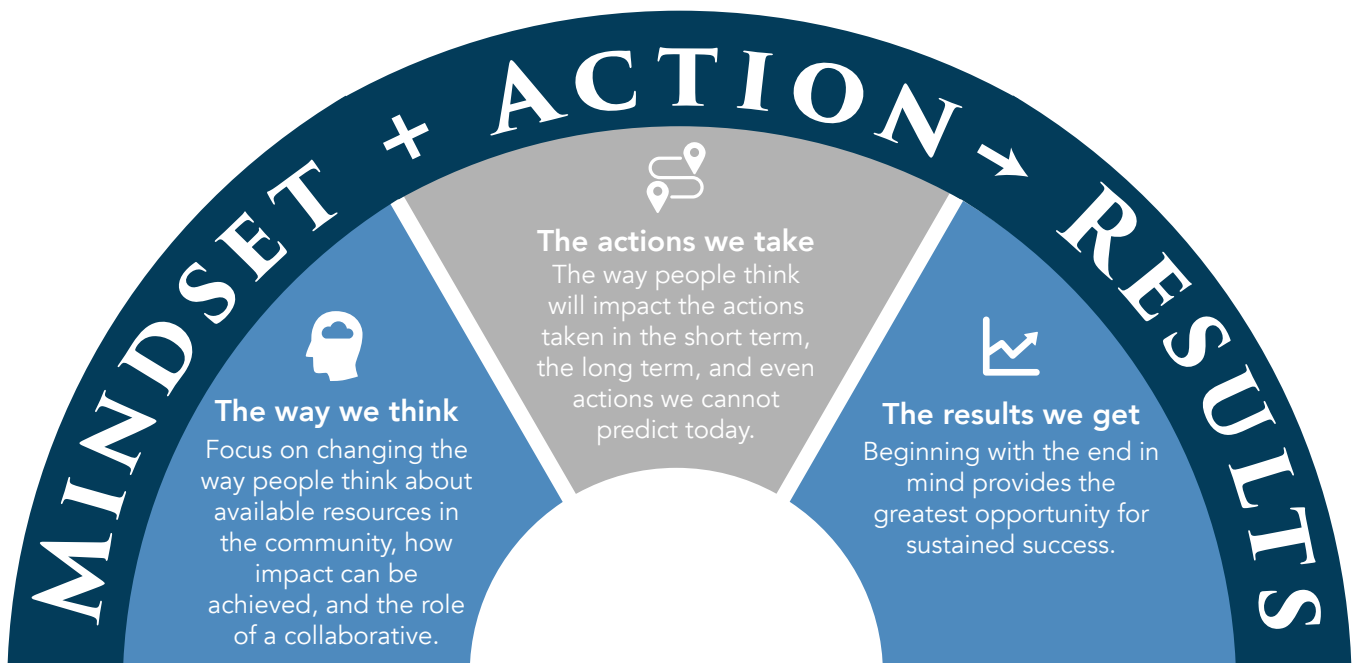 MINDSET + ACTION → RESULTS
The way we think
Focus on changing the
way people think about
available resources in
the community, how
impact can be
achieved, and the role
of a collaborative.
The actions we take
The way people think
will impact the actions
taken in the short term,
the long term, and even
actions we cannot
predict today.
The results we get
Beginning with the end in
mind provides the
greatest opportunity for
sustained success.